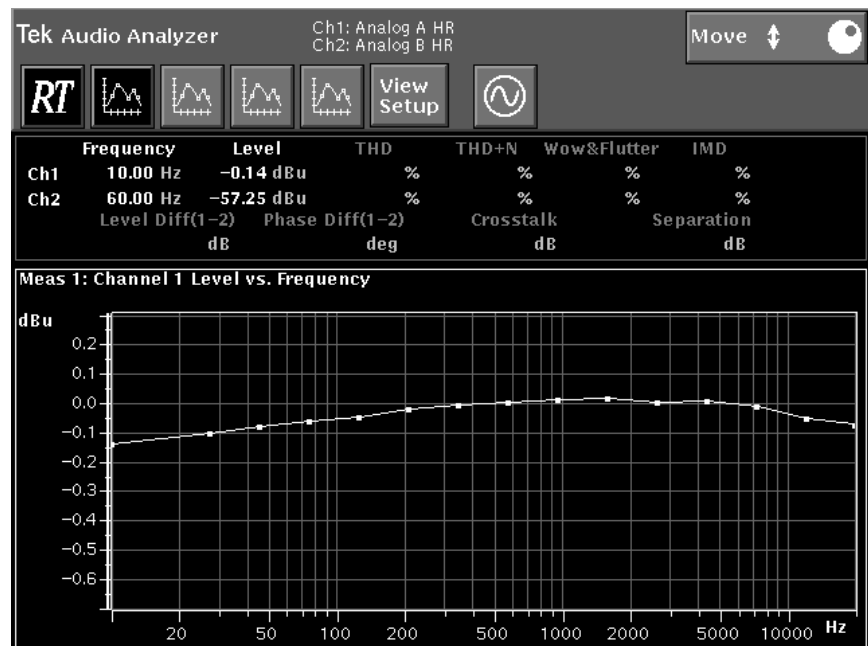 Tek Audio Analyzer
Ch1: Analog A HR
Ch2: Analog B HR
Move
RT
View
Setup
Frequency Level THD THD+N Wow&Flutter IMD
Ch1 10.00 Hz −0.14 dBu % % % %
Ch2 60.00 Hz −57.25 dBu % % % %
Level Diff(1−2) Phase Diff(1−2) Crosstalk Separation
dB deg dB dB
Meas 1: Channel 1 Level vs. Frequency
dBu
0.2
0.1
0.0
−0.1
−0.2
−0.3
−0.4
−0.5
−0.6
20 50 100 200 500 1000 2000 5000 10000 Hz